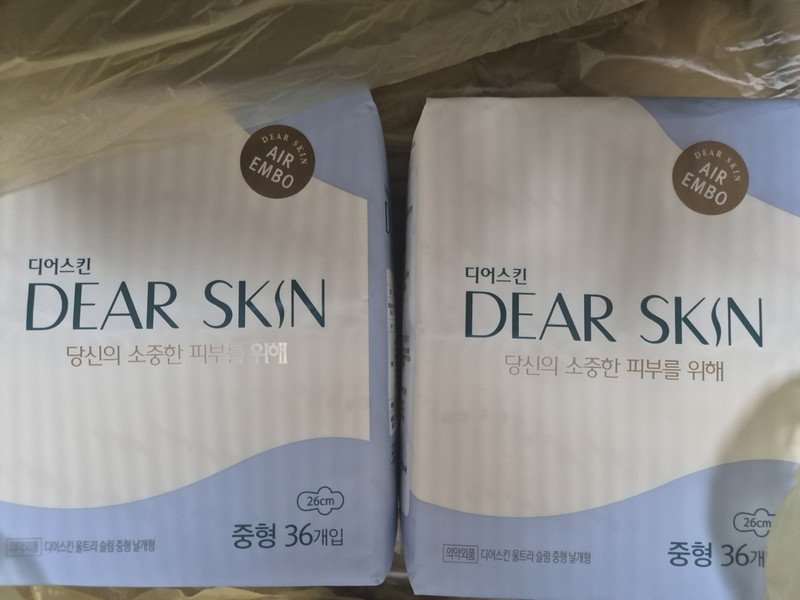 DEAR SKIN
AIR
EMBO
디어스킨
DEAR SKIN
당신의 소중한 피부를 위해
26cm
중형 36개입
의약외품 디어스킨 울트라 슬림 중형 날개형
DEAR SKIN
AIR
EMBO
디어스킨
DEAR SKIN
당신의 소중한 피부를 위해
26cm
중형 36개
의약외품 디어스킨 울트라 슬림 중형 날개형